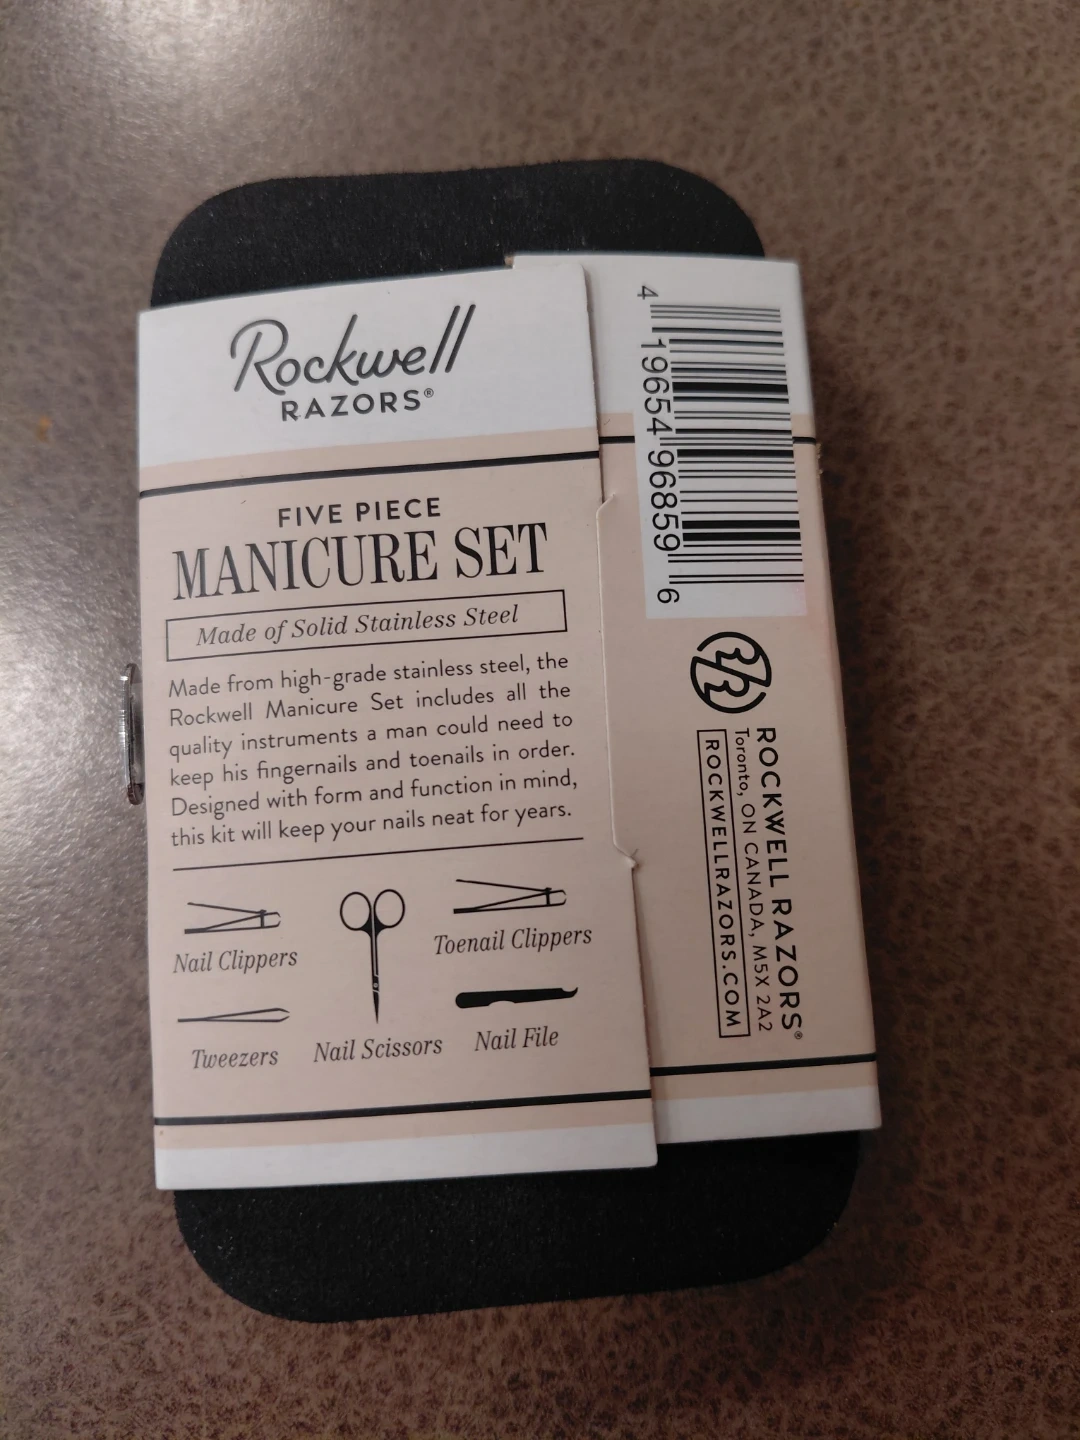 Rockwell
RAZORS®
FIVE PIECE
MANICURE SET
Made of Solid Stainless Steel
Made from high-grade stainless steel, the
Rockwell Manicure Set includes all the
quality instruments a man could need to
keep his fingernails and toenails in order.
Designed with form and function in mind,
this kit will keep your nails neat for years.
Nail Clippers
Toenail Clippers
Tweezers
Nail Scissors
Nail File
4 19654 96859 6
ROCKWELL RAZORS®
Toronto, ON CANADA, M5X 2A2
ROCKWELLRAZORS.COM